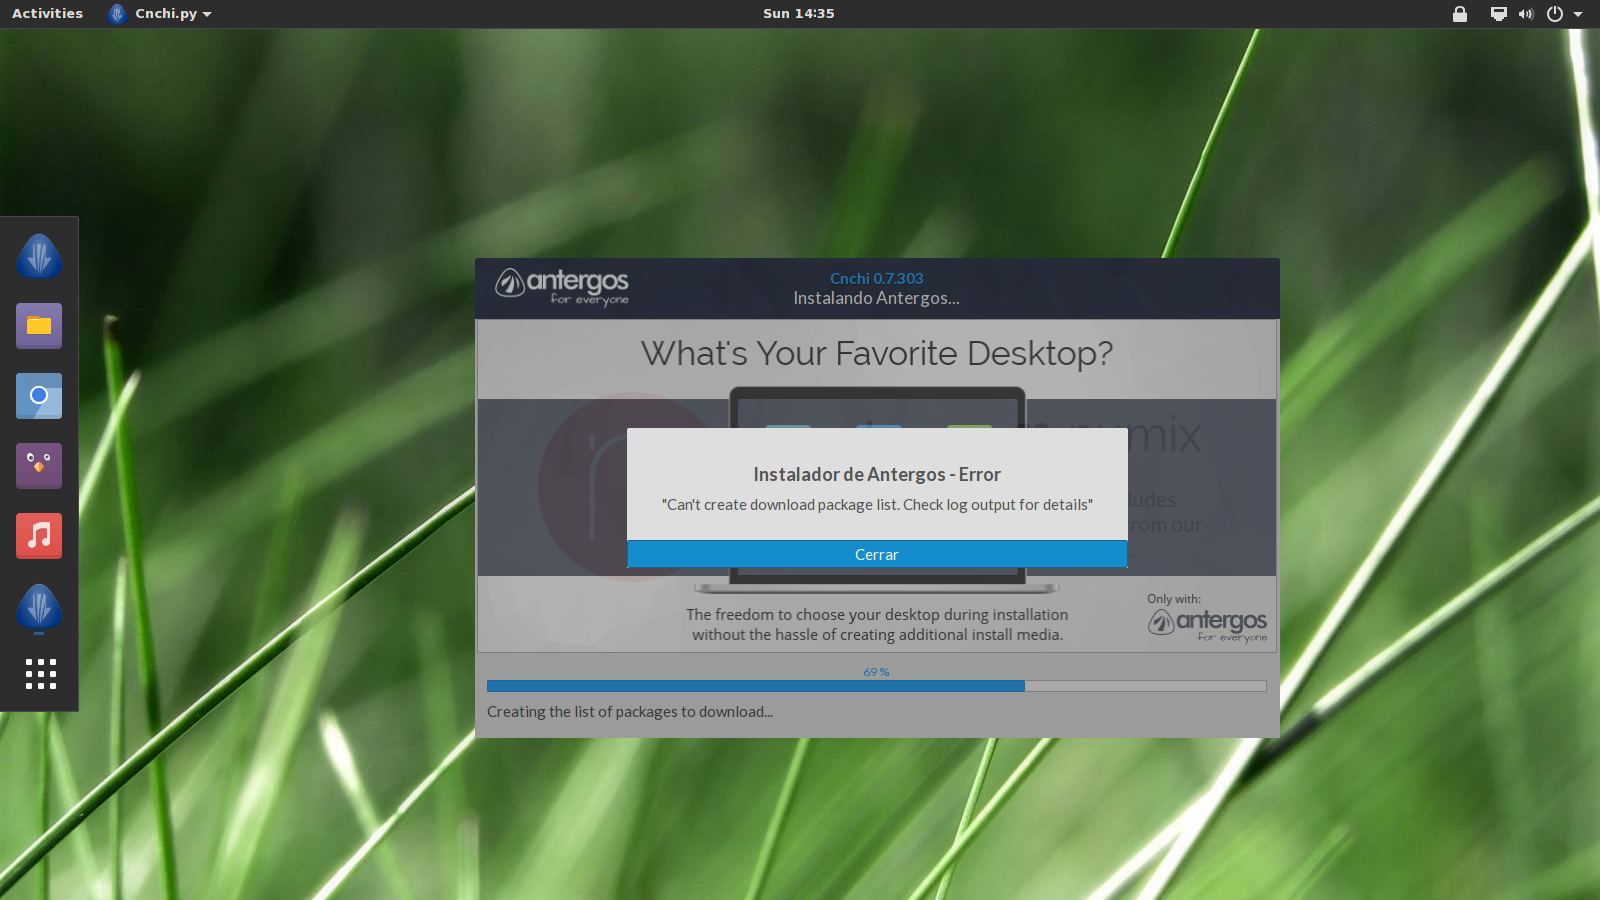 Activities
Cnchi.py
Sun 14:35
antergos
for everyone
Cnchi 0.7.303
Instalando Antergos...
What's Your Favorite Desktop?
numix
Instalador de Antergos - Error
"Can't create download package list. Check log output for details"
from our
Cerrar
The freedom to choose your desktop during installation
without the hassle of creating additional install media.
Only with:
antergos
for everyone
69 %
Creating the list of packages to download...